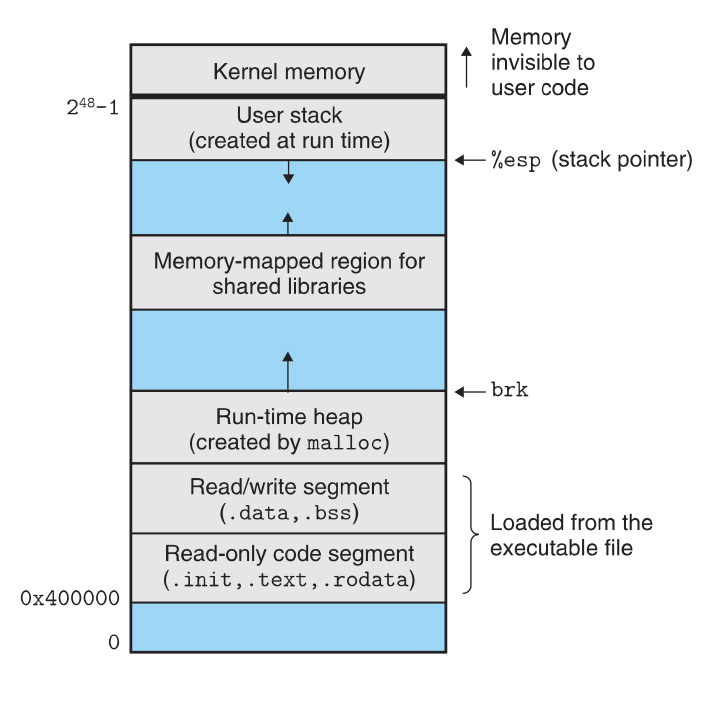 Memory
invisible to
user code
Kernel memory
2⁴⁸-1
User stack
(created at run time)
%esp (stack pointer)
Memory-mapped region for
shared libraries
brk
Run-time heap
(created by malloc)
Read/write segment
(.data,.bss)
Loaded from the
executable file
Read-only code segment
(.init,.text,.rodata)
0x400000
0